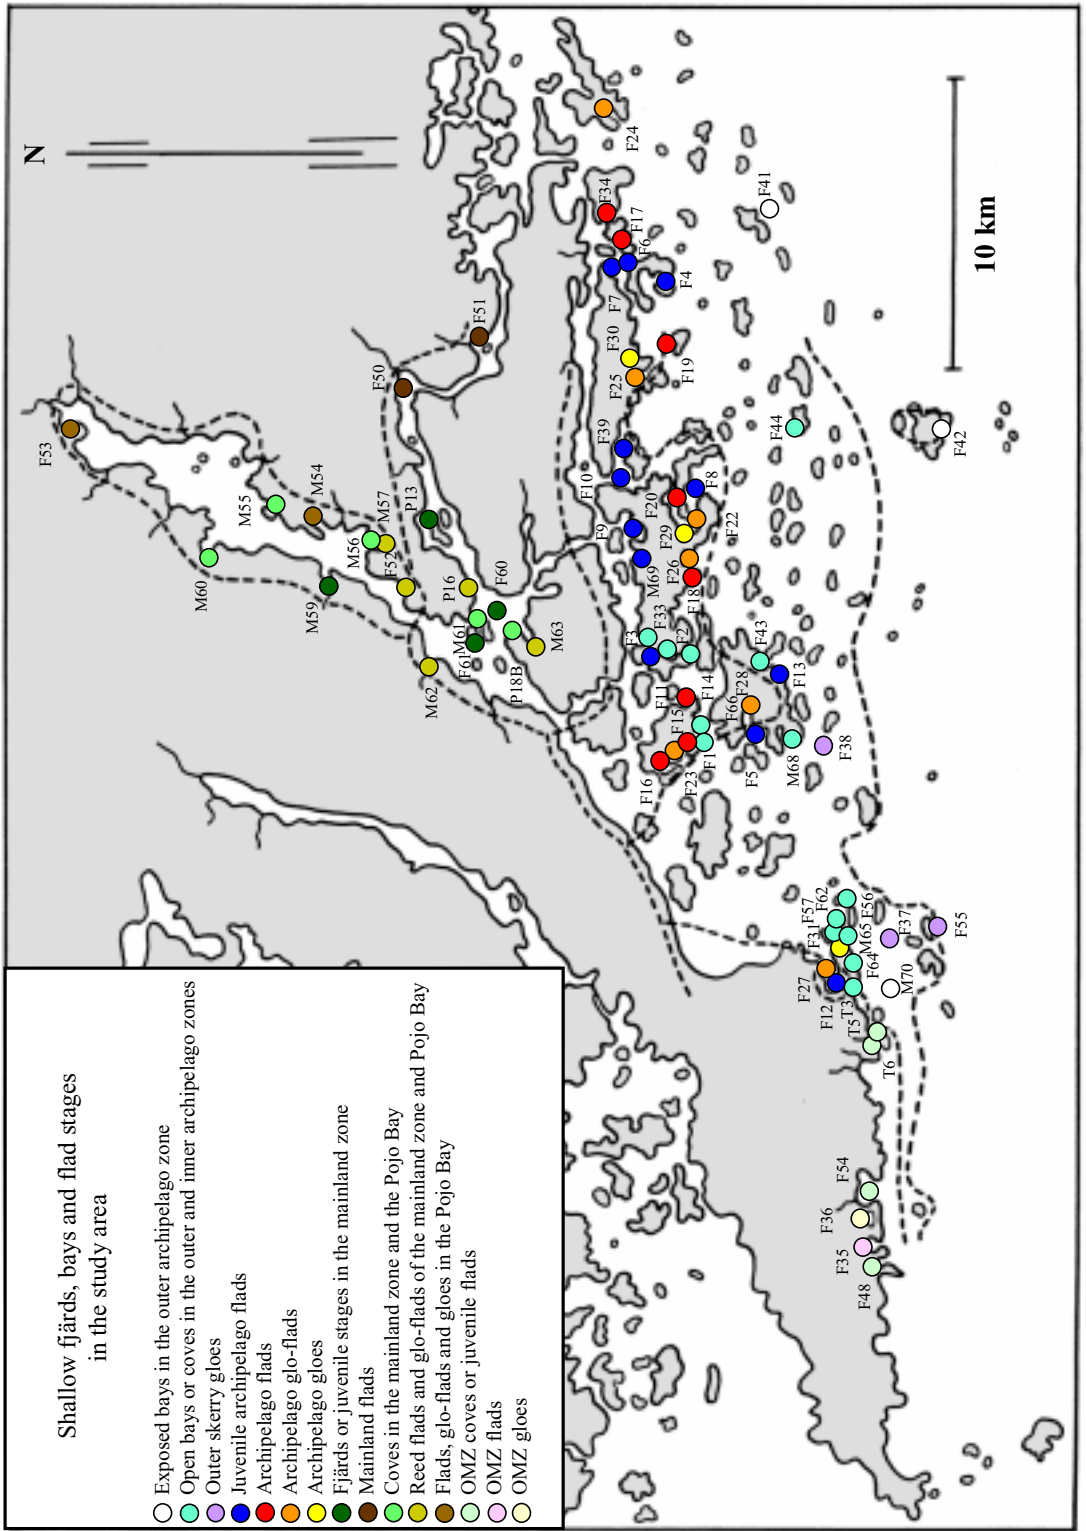 Shallow fjärds, bays and flad stages
in the study area
Exposed bays in the outer archipelago zone
Open bays or coves in the outer and inner archipelago zones
Outer skerry gloes
Juvenile archipelago flads
Archipelago flads
Archipelago glo-flads
Archipelago gloes
Fjärds or juvenile stages in the mainland zone
Mainland flads
Coves in the mainland zone and the Pojo Bay
Reed flads and glo-flads of the mainland zone and Pojo Bay
Flads, glo-flads and gloes in the Pojo Bay
OMZ coves or juvenile flads
OMZ flads
OMZ gloes
N
10 km
F53
M60
M55
M54
M59
M56
M57
F52
F50
F51
P13
P16
F60
M61
F61
M62
P18B
M63
F24
F34
F17
F6
F7
F4
F41
F30
F25
F19
F39
F10
F44
F42
F20
F8
F9
F29
F22
M69
F26
F18
F3
F33
F2
F43
F13
F11
F14
F28
F66
F15
F1
F5
M68
F38
F16
F23
F62
F57
F56
F31
M65
F37
F55
F64
F27
F12
T3
M70
T5
T6
F54
F36
F35
F48